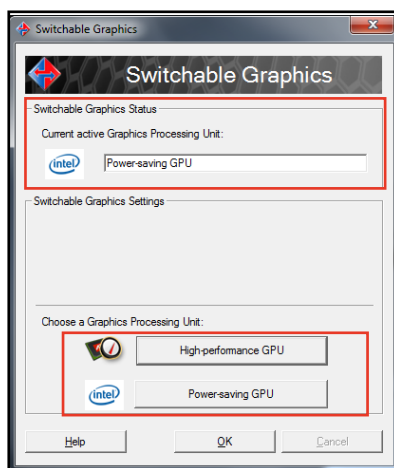 Switchable Graphics
Switchable Graphics
Switchable Graphics Status
Current active Graphics Processing Unit:
intel
Power-saving GPU
Switchable Graphics Settings
Choose a Graphics Processing Unit:
High-performance GPU
intel
Power-saving GPU
Help
OK
Cancel